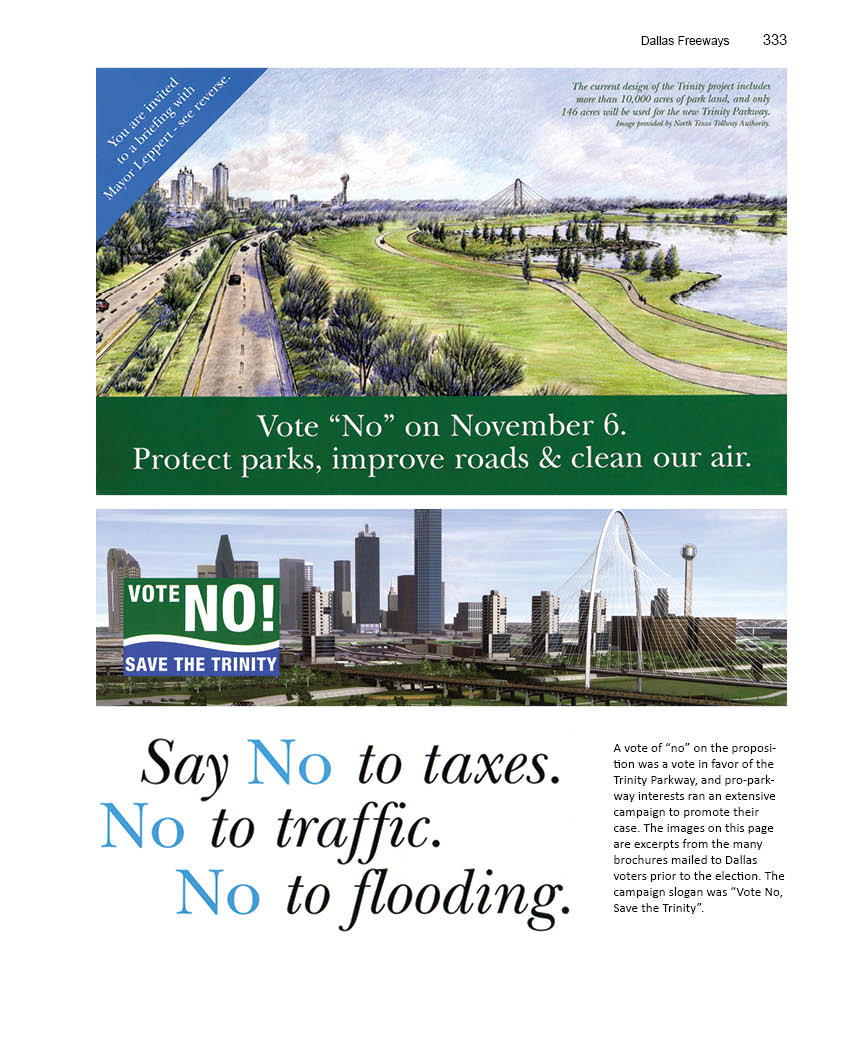 Dallas Freeways 333
You are invited
to a briefing with
Mayor Leppert - see reverse.
The current design of the Trinity project includes
more than 10,000 acres of park land, and only
146 acres will be used for the new Trinity Parkway.
Image provided by North Texas Tollway Authority.
Vote “No” on November 6.
Protect parks, improve roads & clean our air.
VOTE NO!
SAVE THE TRINITY
Say No to taxes.
No to traffic.
No to flooding.
A vote of “no” on the proposi-
tion was a vote in favor of the
Trinity Parkway, and pro-park-
way interests ran an extensive
campaign to promote their
case. The images on this page
are excerpts from the many
brochures mailed to Dallas
voters prior to the election. The
campaign slogan was “Vote No,
Save the Trinity”.